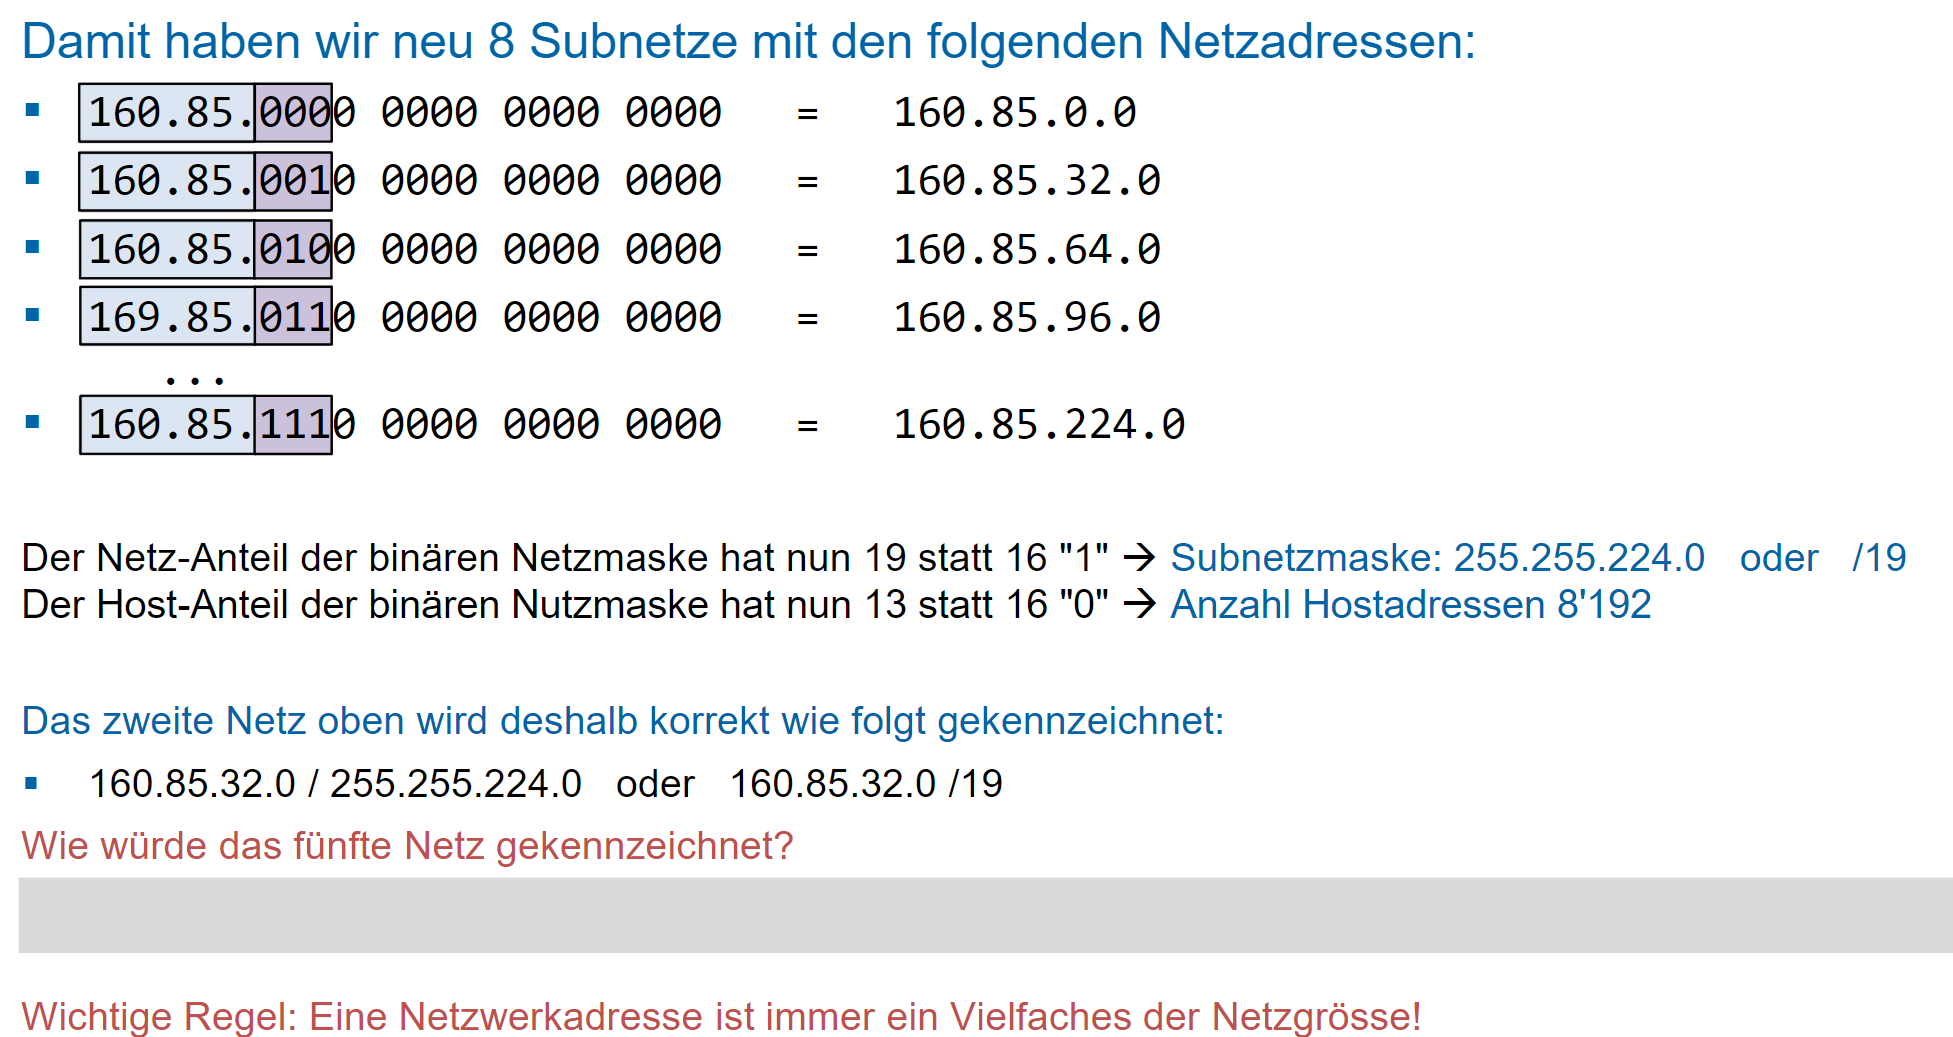 Damit haben wir neu 8 Subnetze mit den folgenden Netzadressen:
▪ 160.85.0000 0000 0000 0000 = 160.85.0.0
▪ 160.85.0010 0000 0000 0000 = 160.85.32.0
▪ 160.85.0100 0000 0000 0000 = 160.85.64.0
▪ 169.85.0110 0000 0000 0000 = 160.85.96.0
...
▪ 160.85.1110 0000 0000 0000 = 160.85.224.0
Der Netz-Anteil der binären Netzmaske hat nun 19 statt 16 "1" → Subnetzmaske: 255.255.224.0 oder /19
Der Host-Anteil der binären Nutzmaske hat nun 13 statt 16 "0" → Anzahl Hostadressen 8'192
Das zweite Netz oben wird deshalb korrekt wie folgt gekennzeichnet:
▪ 160.85.32.0 / 255.255.224.0 oder 160.85.32.0 /19
Wie würde das fünfte Netz gekennzeichnet?
Wichtige Regel: Eine Netzwerkadresse ist immer ein Vielfaches der Netzgrösse!